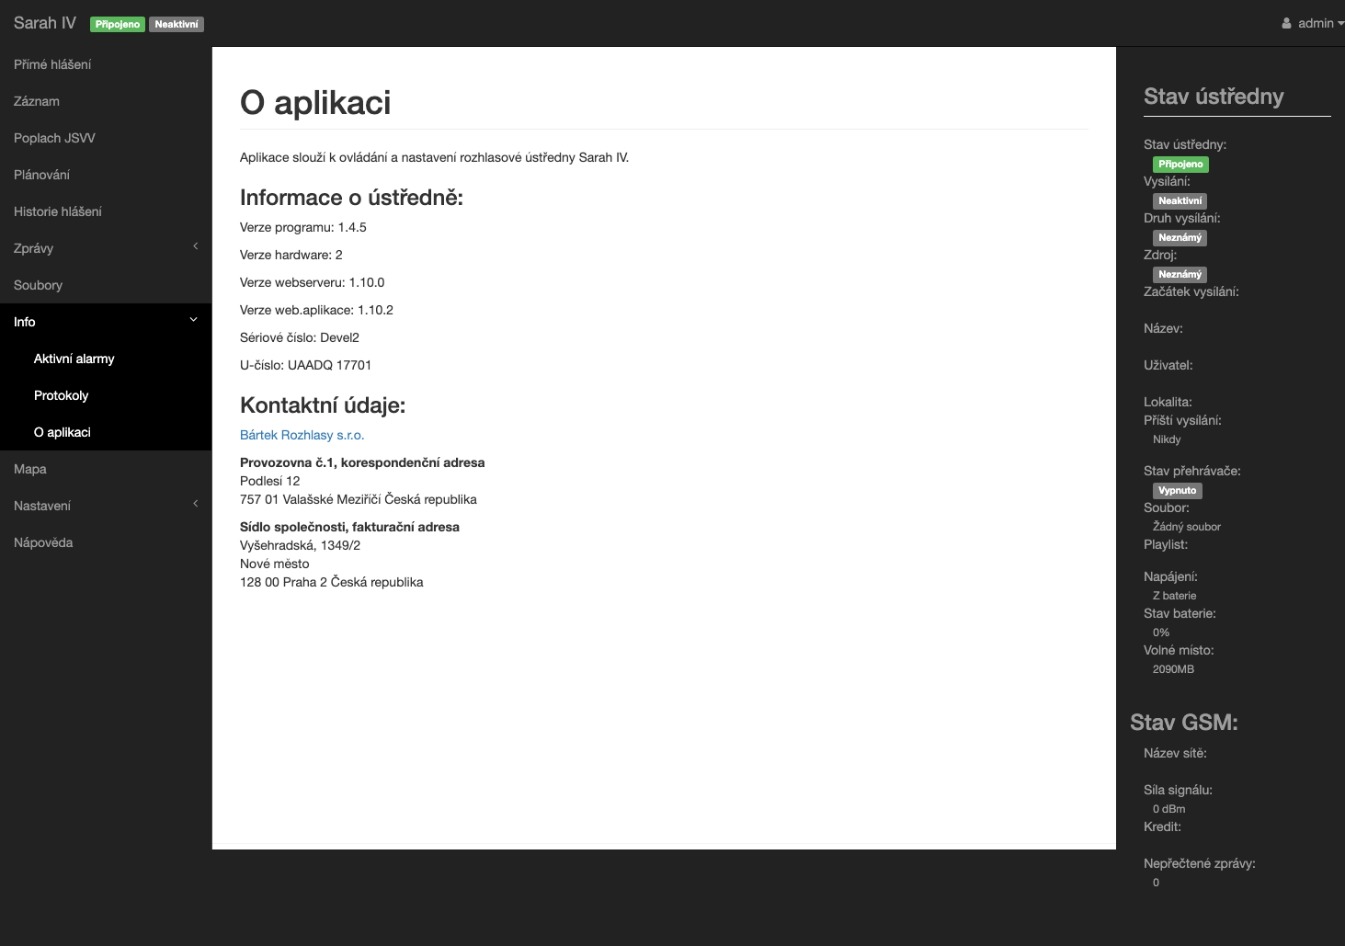 Sarah IV Připojeno Neaktivní
admin
Přímé hlášení
Záznam
Poplach JSVV
Plánování
Historie hlášení
Zprávy
Soubory
Info
Aktivní alarmy
Protokoly
O aplikaci
Mapa
Nastavení
Nápověda
O aplikaci
Aplikace slouží k ovládání a nastavení rozhlasové ústředny Sarah IV.
Informace o ústředně:
Verze programu: 1.4.5
Verze hardware: 2
Verze webserveru: 1.10.0
Verze web.aplikace: 1.10.2
Sériové číslo: Devel2
U-číslo: UAADQ 17701
Kontaktní údaje:
Bártek Rozhlasy s.r.o.
Provozovna č.1, korespondenční adresa
Podlesí 12
757 01 Valašské Meziříčí Česká republika
Sídlo společnosti, fakturační adresa
Vyšehradská, 1349/2
Nové město
128 00 Praha 2 Česká republika
Stav ústředny
Stav ústředny:
Připojeno
Vysílání:
Neaktivní
Druh vysílání:
Neznámý
Zdroj:
Neznámý
Začátek vysílání:
Název:
Uživatel:
Lokalita:
Příští vysílání:
Nikdy
Stav přehrávače:
Vypnuto
Soubor:
Žádný soubor
Playlist:
Napájení:
Z baterie
Stav baterie:
0%
Volné místo:
2090MB
Stav GSM:
Název sítě:
Síla signálu:
0 dBm
Kredit:
Nepřečtené zprávy:
0